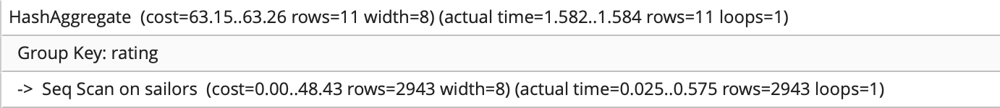 HashAggregate (cost=63.15..63.26 rows=11 width=8) (actual time=1.582..1.584 rows=11 loops=1)
Group Key: rating
-> Seq Scan on sailors (cost=0.00..48.43 rows=2943 width=8) (actual time=0.025..0.575 rows=2943 loops=1)